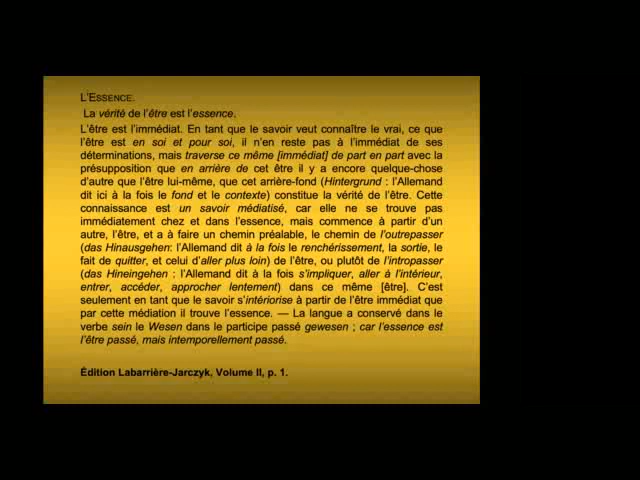 L'ESSENCE.
La vérité de l'être est l'essence.
L'être est l'immédiat. En tant que le savoir veut connaître le vrai, ce que
l'être est en soi et pour soi, il n'en reste pas à l'immédiat de ses
déterminations, mais traverse ce même [immédiat] de part en part avec la
présupposition que en arrière de cet être il y a encore quelque-chose
d'autre que l'être lui-même, que cet arrière-fond (Hintergrund : l'Allemand
dit ici à la fois le fond et le contexte) constitue la vérité de l'être. Cette
connaissance est un savoir médiatisé, car elle ne se trouve pas
immédiatement chez et dans l'essence, mais commence à partir d'un
autre, l'être, et a à faire un chemin préalable, le chemin de l'outrepasser
(das Hinausgehen: l'Allemand dit à la fois le renchérissement, la sortie, le
fait de quitter, et celui d'aller plus loin) de l'être, ou plutôt de l'intropasser
(das Hineingehen : l'Allemand dit à la fois s'impliquer, aller à l'intérieur,
entrer, accéder, approcher lentement) dans ce même [être]. C'est
seulement en tant que le savoir s'intériorise à partir de l'être immédiat que
par cette médiation il trouve l'essence. — La langue a conservé dans le
verbe sein le Wesen dans le participe passé gewesen ; car l'essence est
l'être passé, mais intemporellement passé.
Édition Labarrière-Jarczyk, Volume II, p. 1.